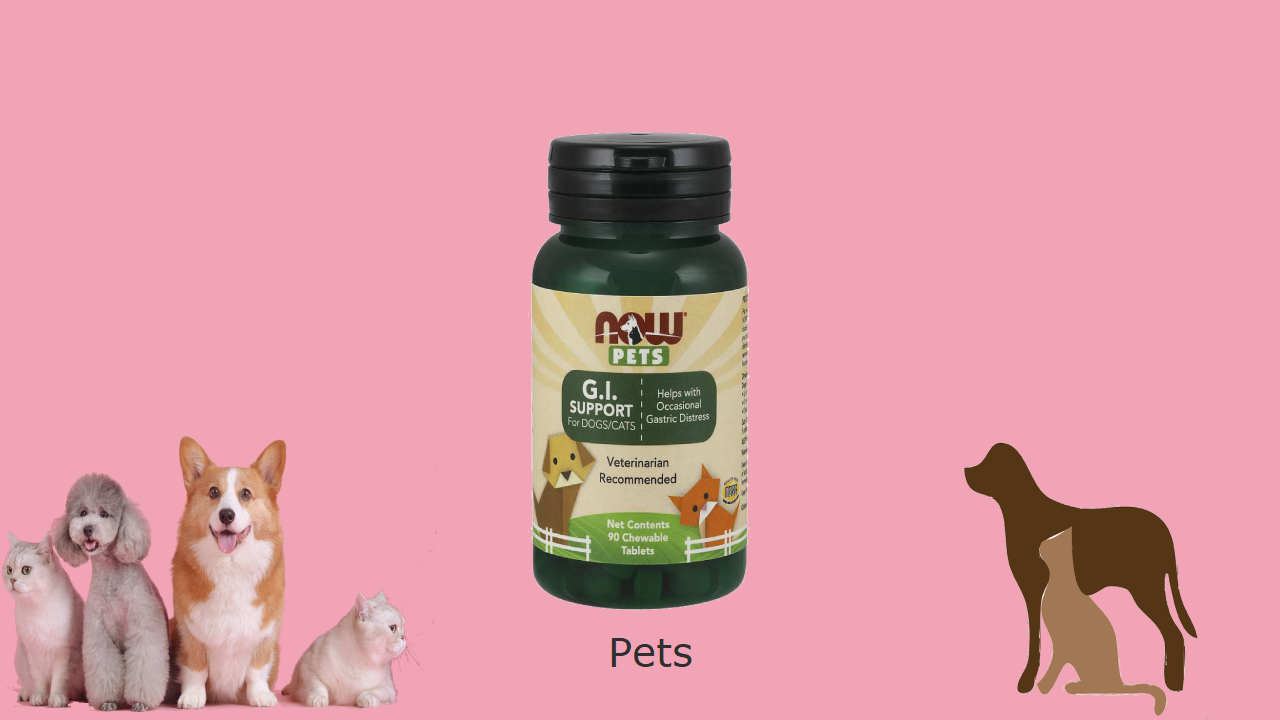 now
PETS
G.I.
SUPPORT
For DOGS/CATS
Helps with
Occasional
Gastric Distress
Veterinarian
Recommended
Net Contents
90 Chewable
Tablets
Pets